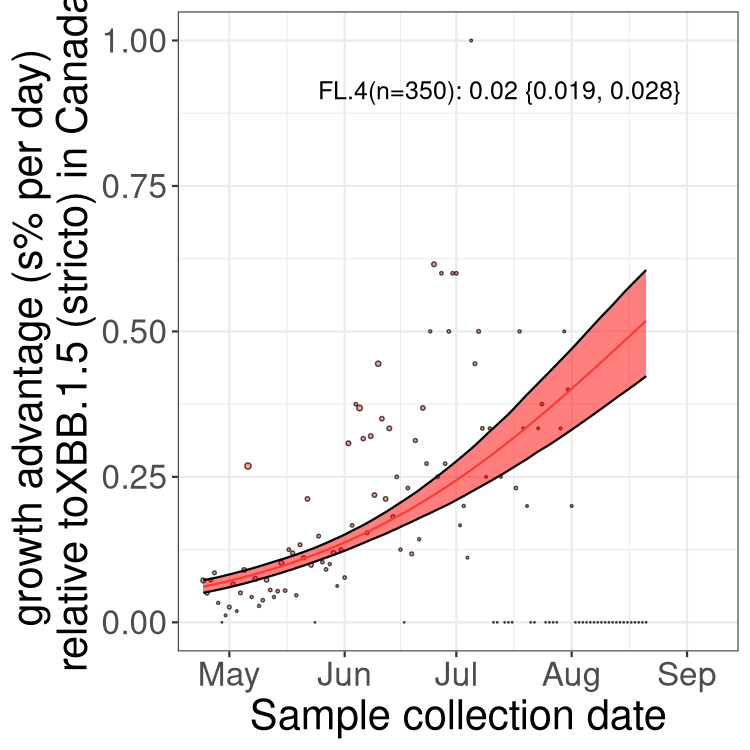 growth advantage (s% per day)
relative toXBB.1.5 (stricto) in Canada
1.00
0.75
0.50
0.25
0.00
FL.4(n=350): 0.02 {0.019, 0.028}
May Jun Jul Aug Sep
Sample collection date